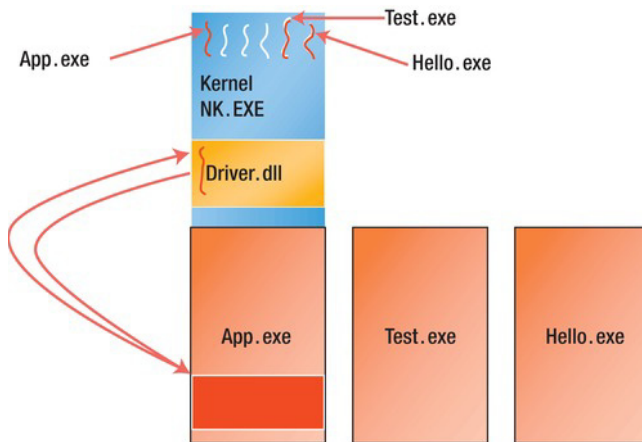 Test.exe
App.exe
Hello.exe
Kernel
NK.EXE
Driver.dll
App.exe
Test.exe
Hello.exe